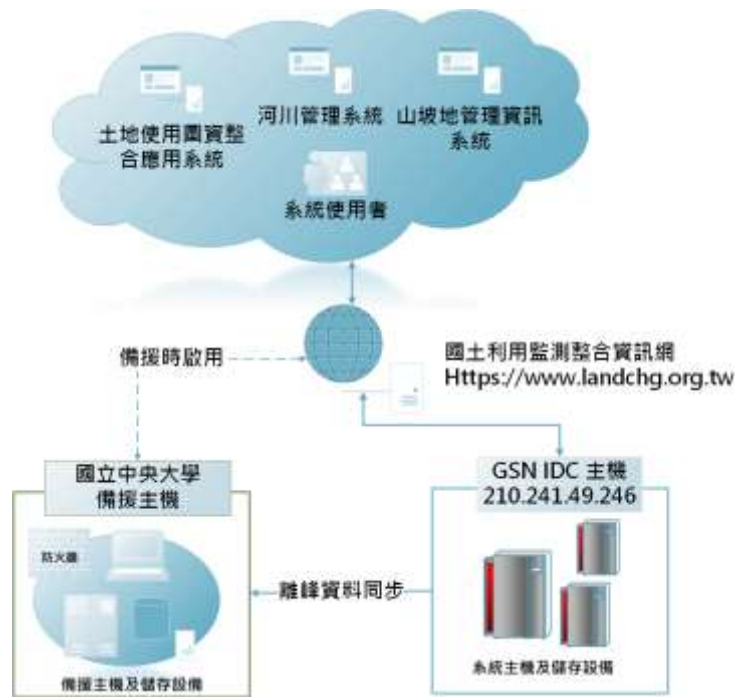 土地使用圖資整
合應用系統
河川管理系統
山坡地管理資訊
系統
系統使用者
備援時啟用
國土利用監測整合資訊網
Https://www.landchg.org.tw
國立中央大學
備援主機
GSN IDC 主機
210.241.49.246
防火牆
離峰資料同步
備援主機及儲存設備
系統主機及儲存設備